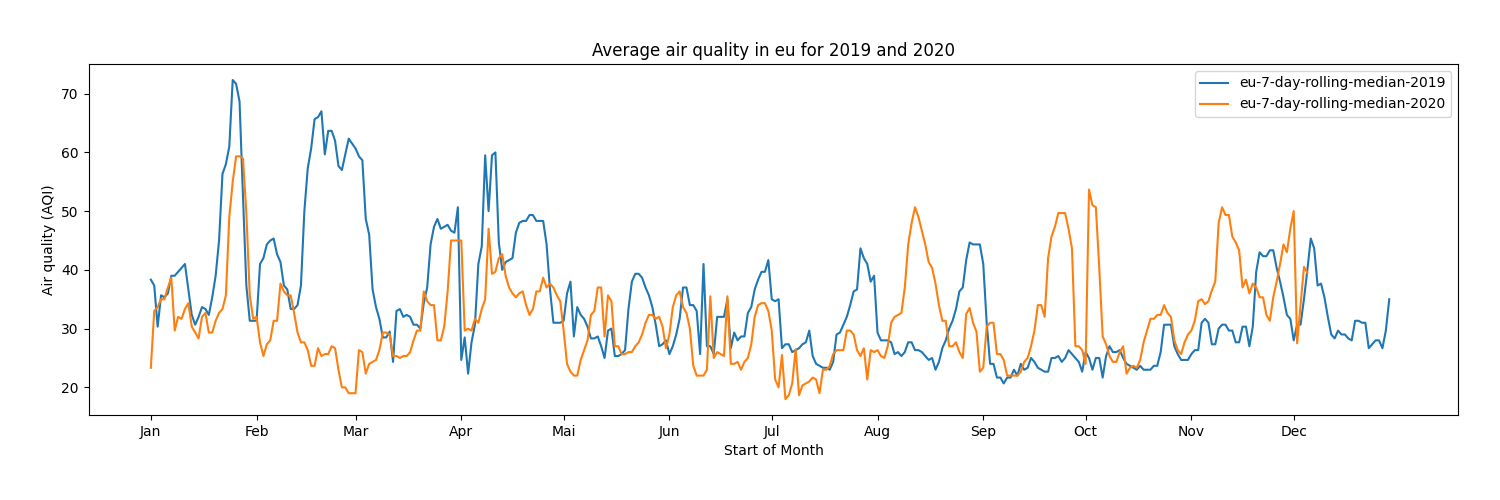 Average air quality in eu for 2019 and 2020
eu-7-day-rolling-median-2019
eu-7-day-rolling-median-2020
Air quality (AQI)
70
60
50
40
30
20
Jan Feb Mar Apr Mai Jun Jul Aug Sep Oct Nov Dec
Start of Month